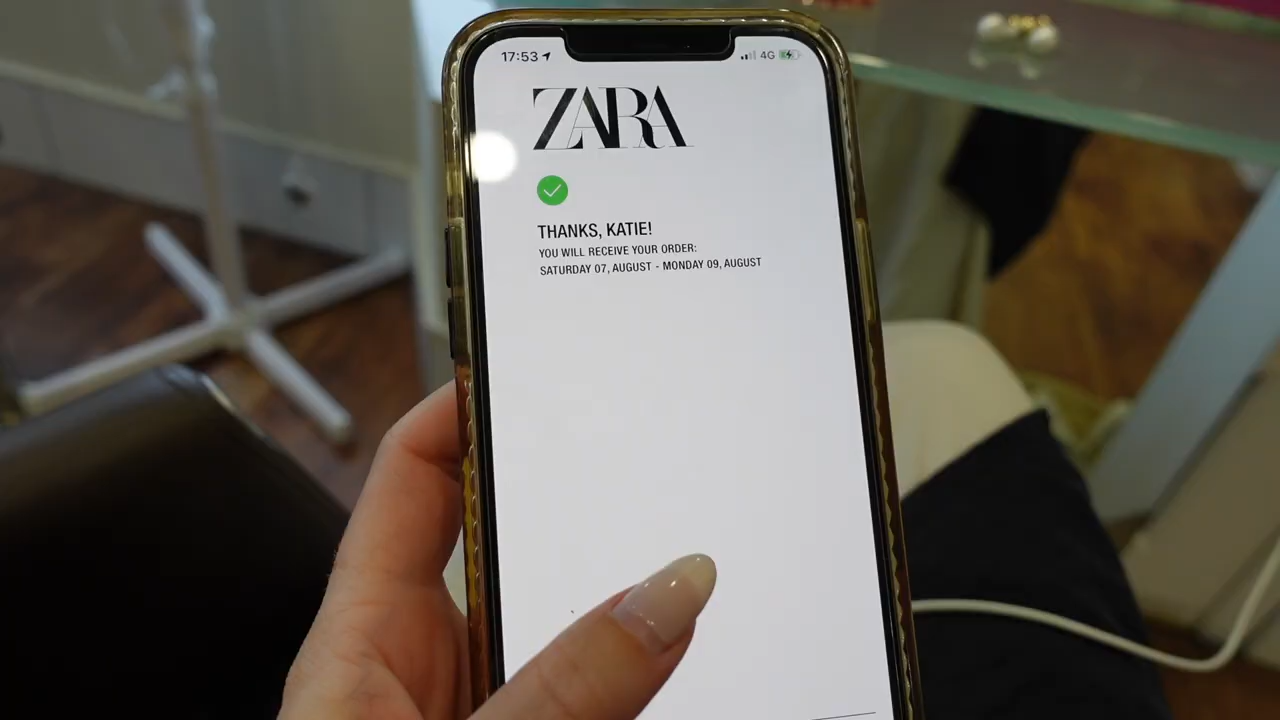 17:53
4G
ZARA
THANKS, KATIE!
YOU WILL RECEIVE YOUR ORDER:
SATURDAY 07, AUGUST - MONDAY 09, AUGUST